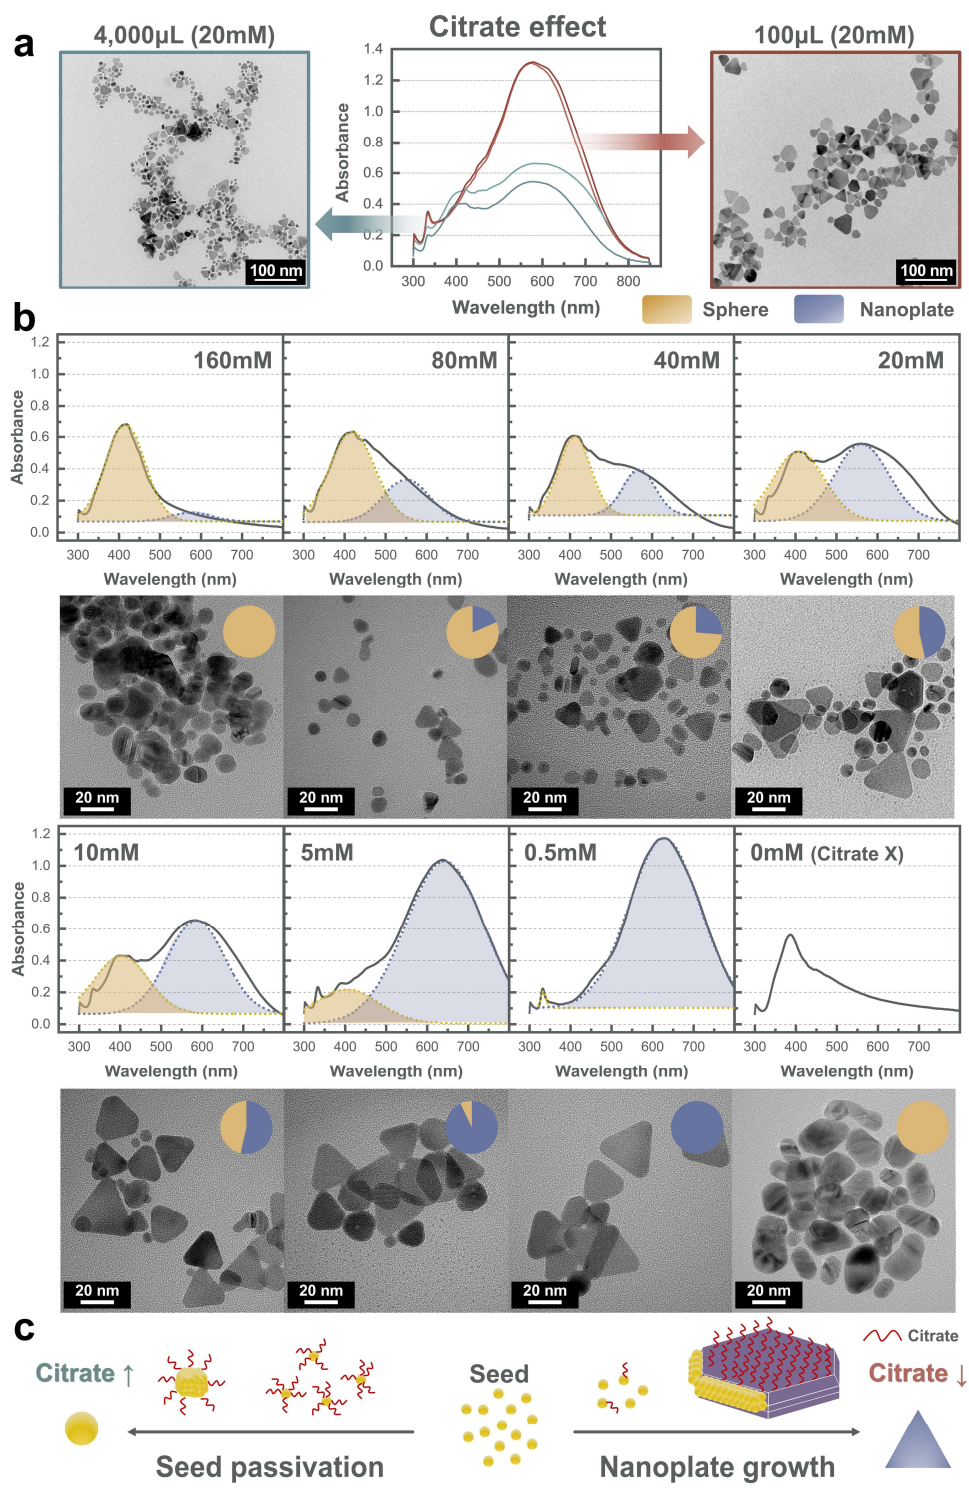 a
4,000µL (20mM)
Citrate effect
100µL (20mM)
1.4
1.2
1.0
0.8
0.6
0.4
0.2
0.0
Absorbance
300 400 500 600 700 800
Wavelength (nm)
100 nm
100 nm
Sphere
Nanoplate
b
160mM
80mM
40mM
20mM
1.2
1.0
0.8
0.6
0.4
0.2
0.0
Absorbance
300 400 500 600 700
300 400 500 600 700
300 400 500 600 700
300 400 500 600 700
Wavelength (nm)
Wavelength (nm)
Wavelength (nm)
Wavelength (nm)
20 nm
20 nm
20 nm
20 nm
10mM
5mM
0.5mM
0mM (Citrate X)
1.2
1.0
0.8
0.6
0.4
0.2
0.0
Absorbance
300 400 500 600 700
300 400 500 600 700
300 400 500 600 700
300 400 500 600 700
Wavelength (nm)
Wavelength (nm)
Wavelength (nm)
Wavelength (nm)
20 nm
20 nm
20 nm
20 nm
c
Citrate
Citrate ↑
Seed
Citrate ↓
Seed passivation
Nanoplate growth